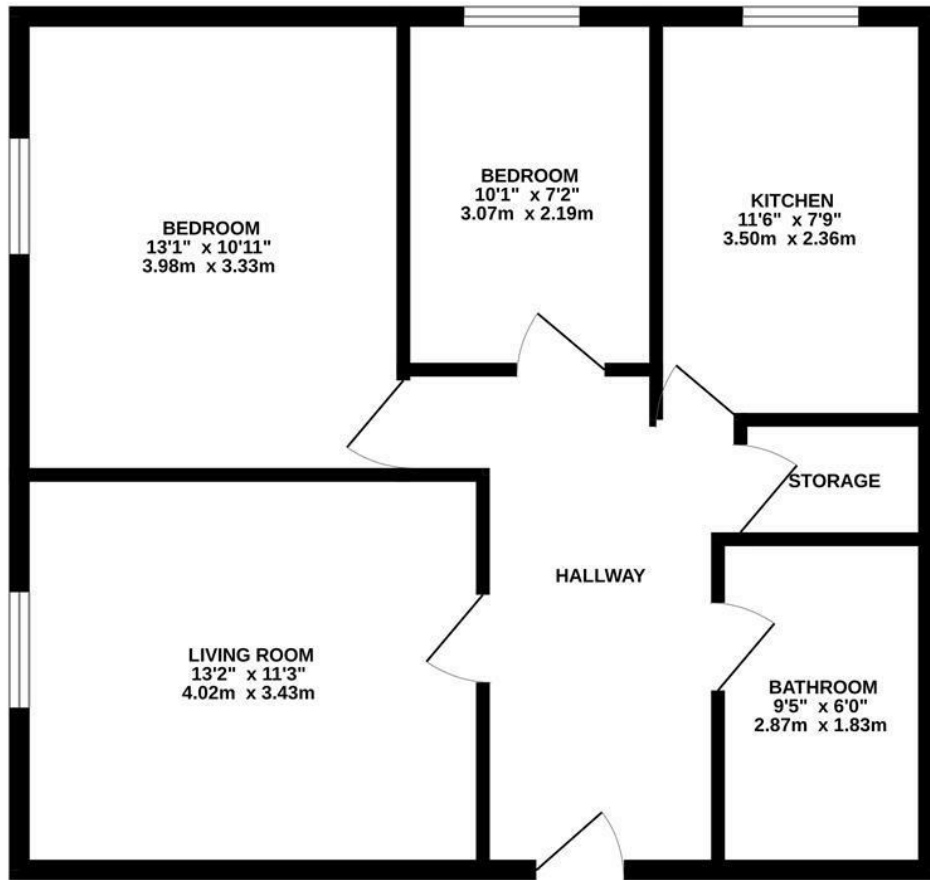 BEDROOM
13'1" x 10'11"
3.98m x 3.33m
BEDROOM
10'1" x 7'2"
3.07m x 2.19m
KITCHEN
11'6" x 7'9"
3.50m x 2.36m
STORAGE
HALLWAY
LIVING ROOM
13'2" x 11'3"
4.02m x 3.43m
BATHROOM
9'5" x 6'0"
2.87m x 1.83m